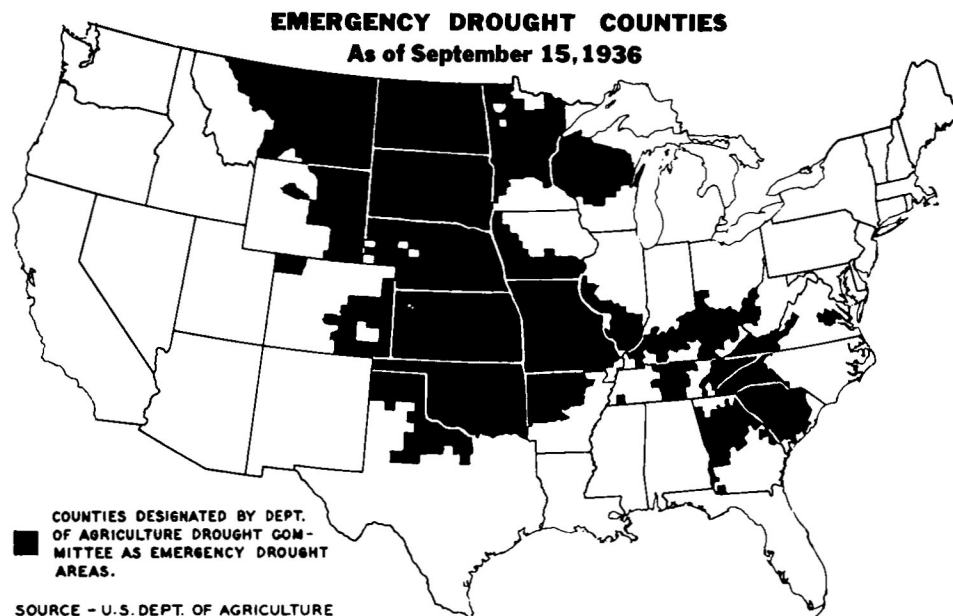 EMERGENCY DROUGHT COUNTIES
As of September 15, 1936
COUNTIES DESIGNATED BY DEPT.
OF AGRICULTURE DROUGHT COM-
MITTEE AS EMERGENCY DROUGHT
AREAS.
SOURCE - U.S. DEPT. OF AGRICULTURE